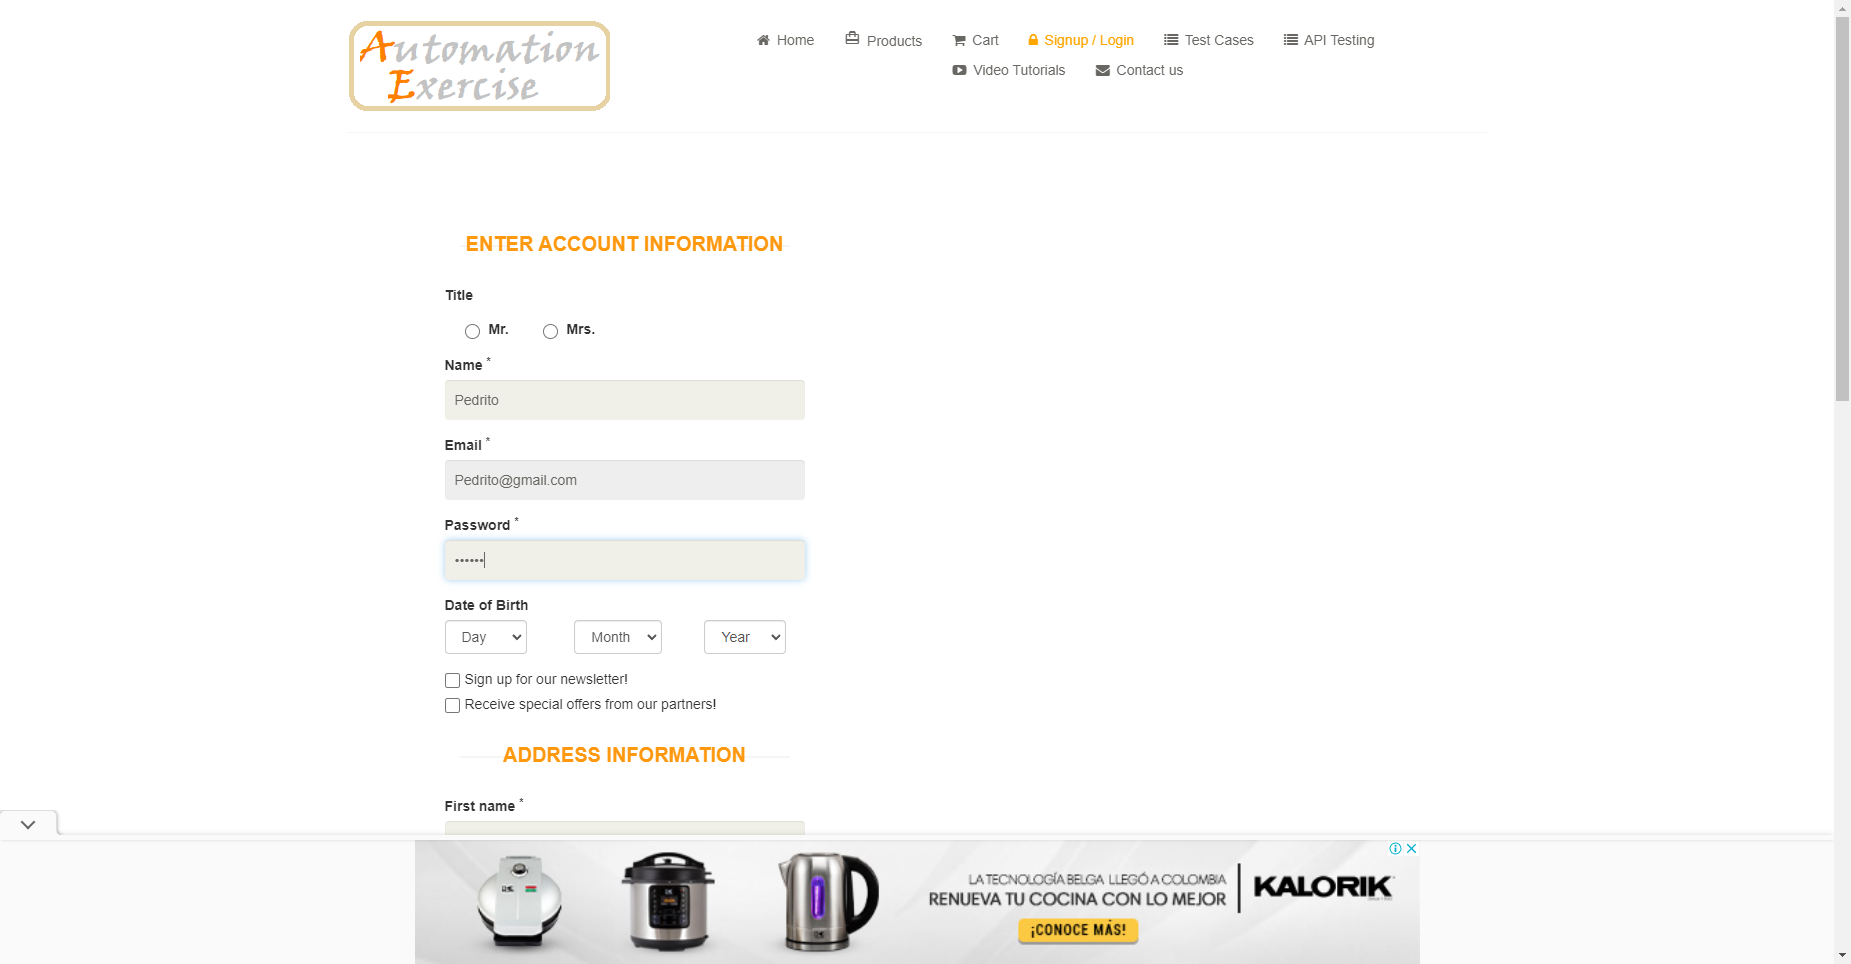 Automation
Exercise
Home
Products
Cart
Signup / Login
Test Cases
API Testing
Video Tutorials
Contact us
ENTER ACCOUNT INFORMATION
Title
Mr.
Mrs.
Name *
Pedrito
Email *
Pedrito@gmail.com
Password *
••••••
Date of Birth
Day
Month
Year
Sign up for our newsletter!
Receive special offers from our partners!
ADDRESS INFORMATION
First name *
LA TECNOLOGÍA BELGA LLEGÓ A COLOMBIA
RENUEVA TU COCINA CON LO MEJOR
KALORIK
¡CONOCE MÁS!